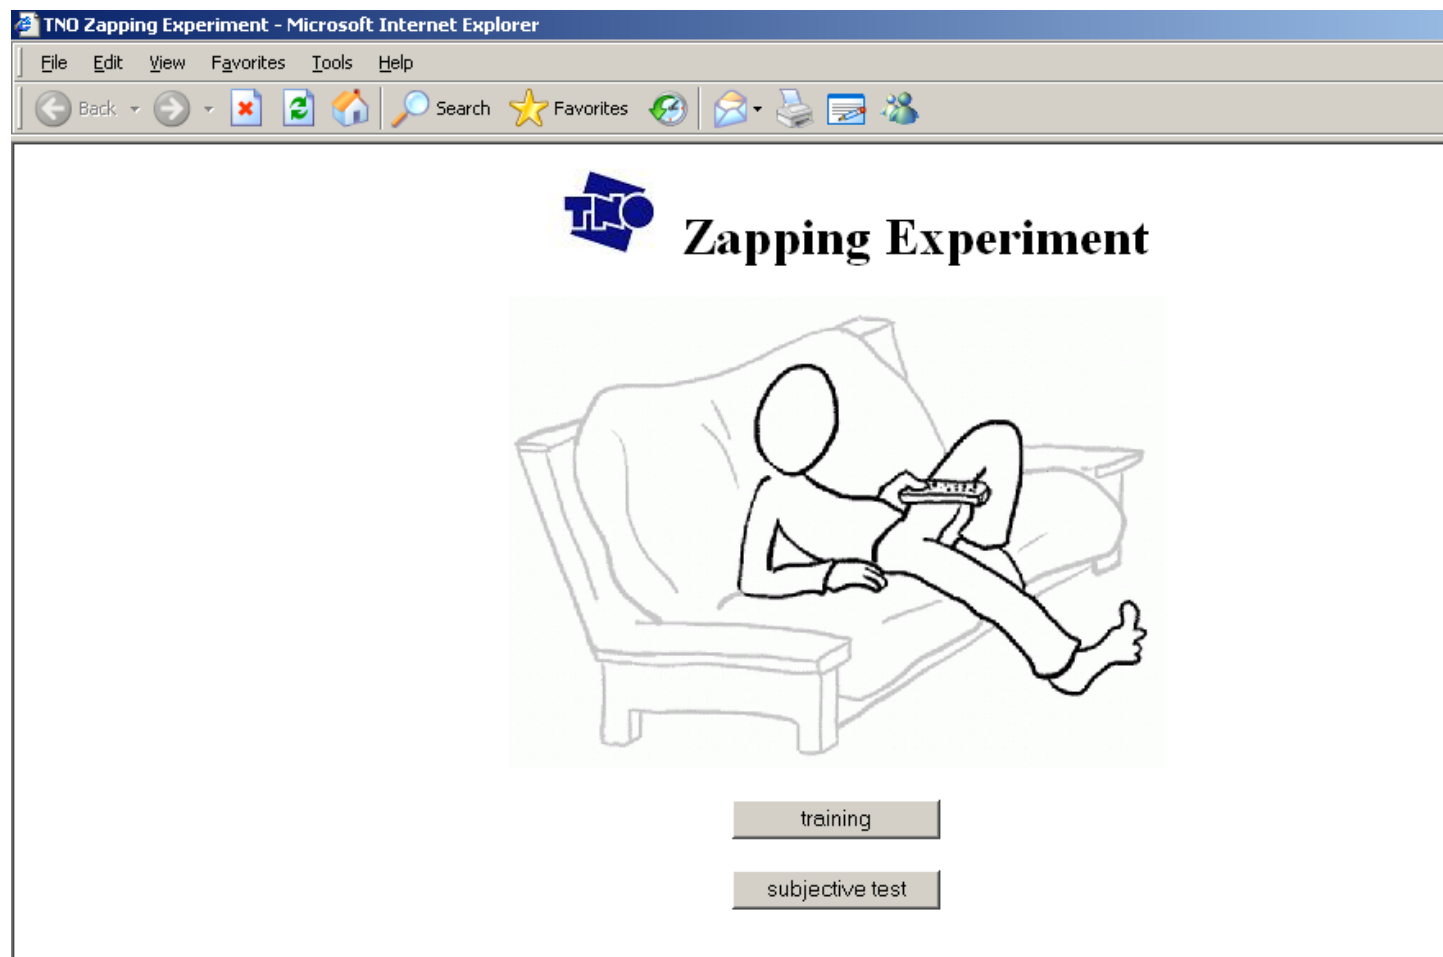 TNO Zapping Experiment - Microsoft Internet Explorer
File Edit View Favorites Tools Help
Back Search Favorites
TNO Zapping Experiment
training
subjective test